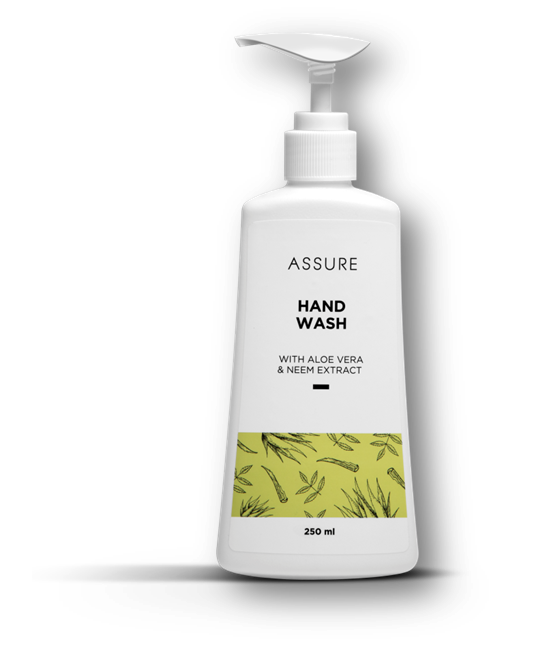 ASSURE
HAND
WASH
WITH ALOE VERA
& NEEM EXTRACT
250 ml